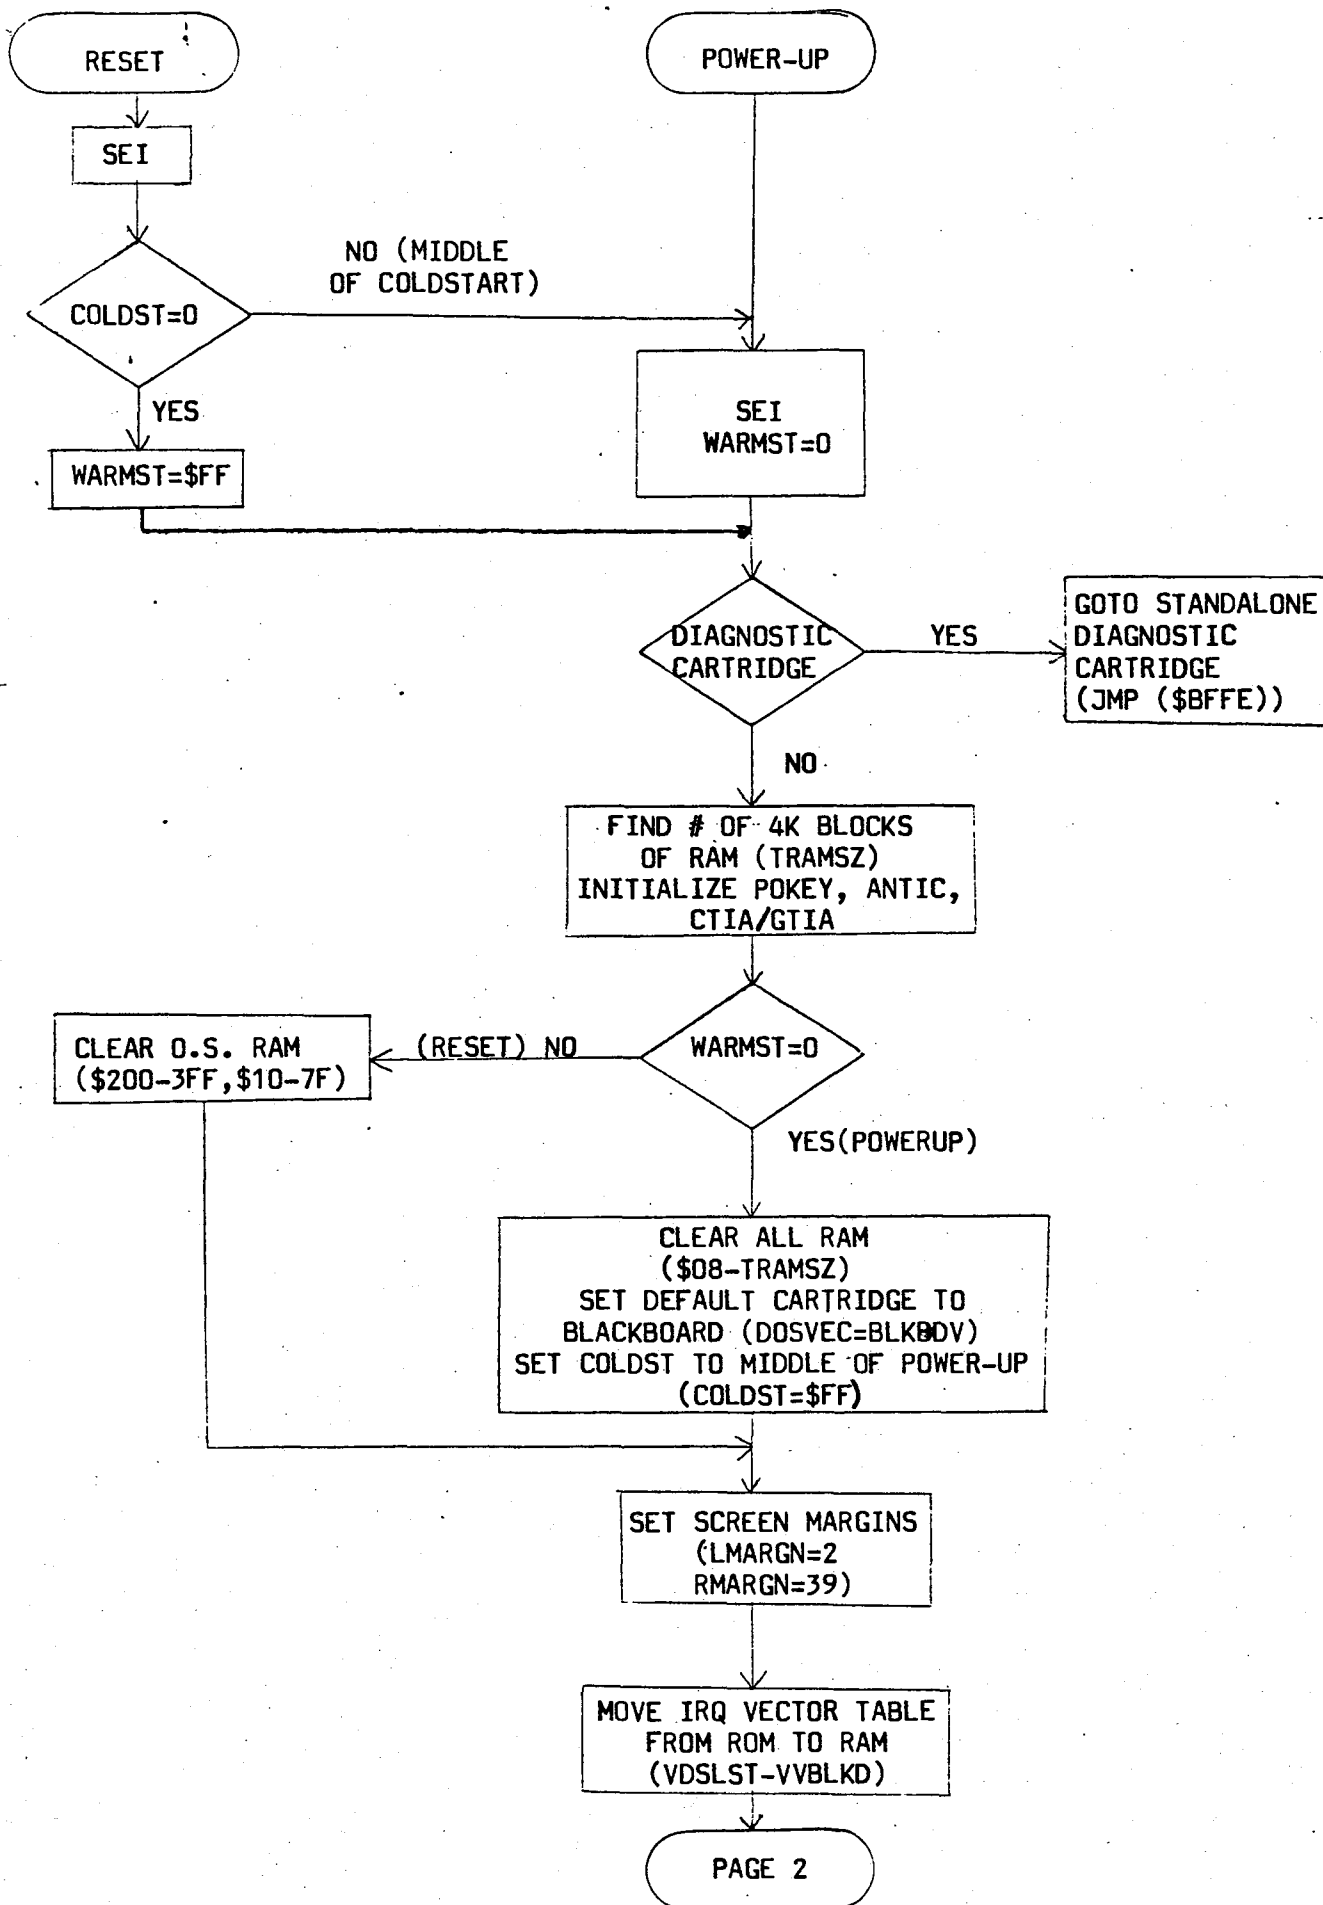 RESET
POWER-UP
SEI
NO (MIDDLE
OF COLDSTART)
COLDST=0
YES
SEI
WARMST=0
WARMST=$FF
DIAGNOSTIC
CARTRIDGE
YES
GOTO STANDALONE
DIAGNOSTIC
CARTRIDGE
(JMP ($BFFE))
NO
FIND # OF 4K BLOCKS
OF RAM (TRAMSZ)
INITIALIZE POKEY, ANTIC,
CTIA/GTIA
CLEAR O.S. RAM
($200-3FF,$10-7F)
(RESET) NO
WARMST=0
YES(POWERUP)
CLEAR ALL RAM
($08-TRAMSZ)
SET DEFAULT CARTRIDGE TO
BLACKBOARD (DOSVEC=BLKBDV)
SET COLDST TO MIDDLE OF POWER-UP
(COLDST=$FF)
SET SCREEN MARGINS
(LMARGN=2
RMARGN=39)
MOVE IRQ VECTOR TABLE
FROM ROM TO RAM
(VDSLST-VVBLKD)
PAGE 2